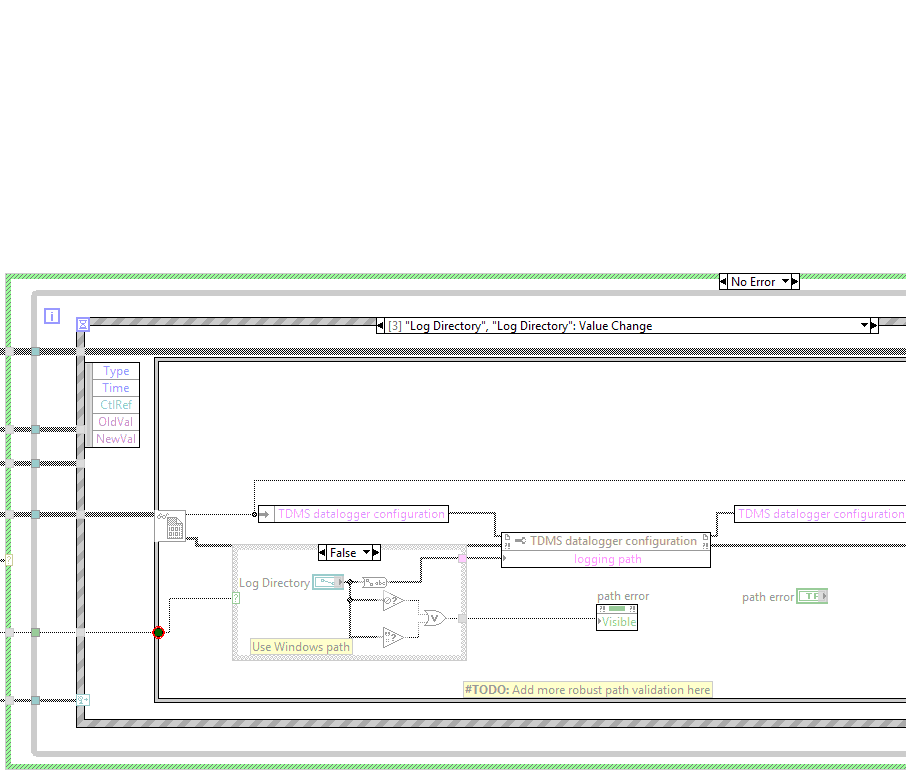 No Error
i
[3] "Log Directory", "Log Directory": Value Change
Type
Time
CtlRef
OldVal
NewVal
TDMS datalogger configuration
TDMS datalogger configuration
TDMS datalogger configuration
logging path
False
Log Directory
abc
?
?
?
V
Use Windows path
path error
Visible
path error
TF
#TODO: Add more robust path validation here